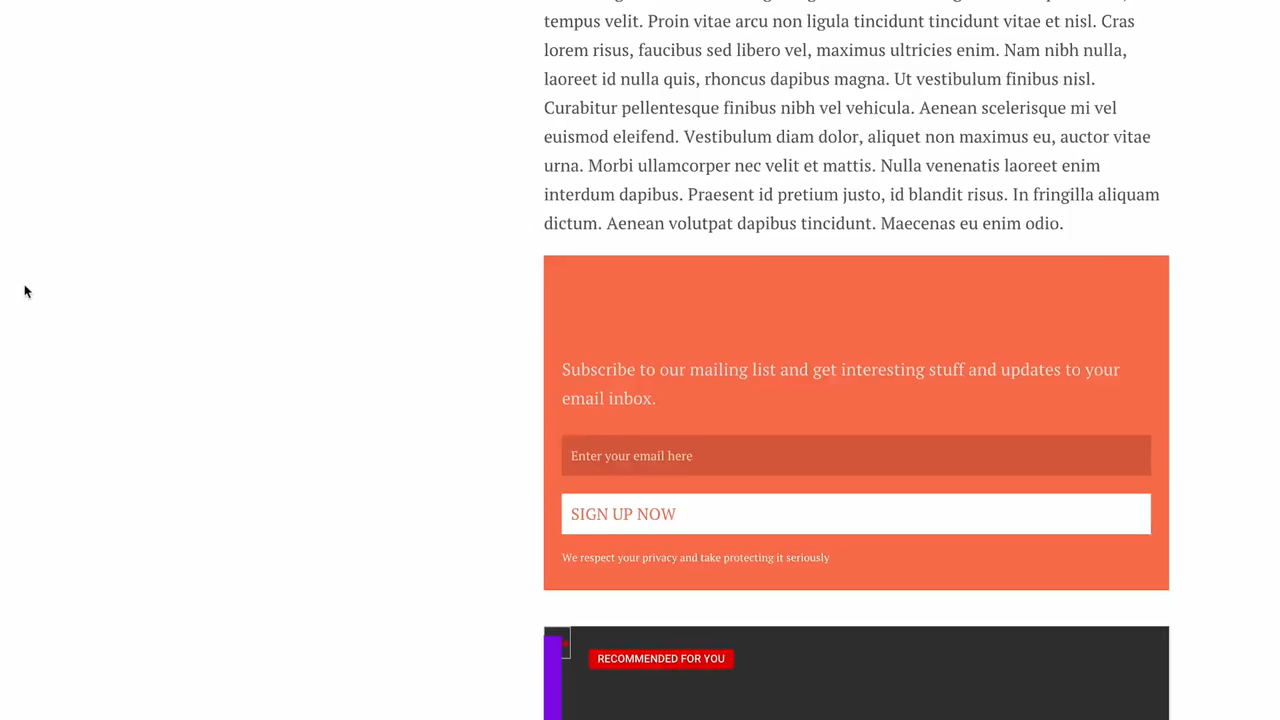 tempus velit. Proin vitae arcu non ligula tincidunt tincidunt vitae et nisl. Cras
lorem risus, faucibus sed libero vel, maximus ultricies enim. Nam nibh nulla,
laoreet id nulla quis, rhoncus dapibus magna. Ut vestibulum finibus nisl.
Curabitur pellentesque finibus nibh vel vehicula. Aenean scelerisque mi vel
euismod eleifend. Vestibulum diam dolor, aliquet non maximus eu, auctor vitae
urna. Morbi ullamcorper nec velit et mattis. Nulla venenatis laoreet enim
interdum dapibus. Praesent id pretium justo, id blandit risus. In fringilla aliquam
dictum. Aenean volutpat dapibus tincidunt. Maecenas eu enim odio.
Subscribe to our mailing list and get interesting stuff and updates to your
email inbox.
Enter your email here
SIGN UP NOW
We respect your privacy and take protecting it seriously
RECOMMENDED FOR YOU